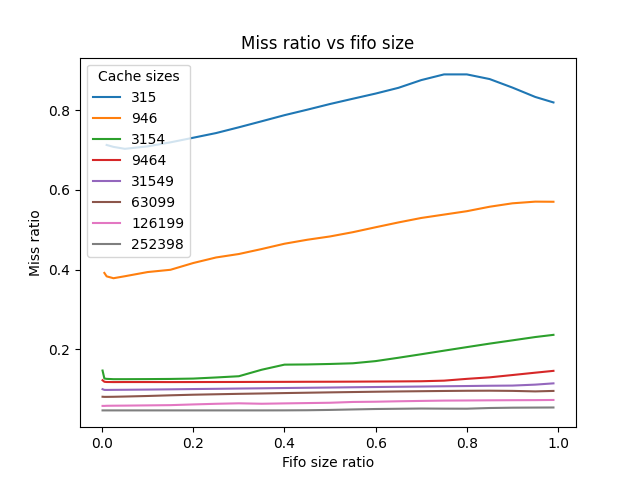 Miss ratio vs fifo size
Miss ratio
0.8
0.6
0.4
0.2
Cache sizes
315
946
3154
9464
31549
63099
126199
252398
0.0 0.2 0.4 0.6 0.8 1.0
Fifo size ratio